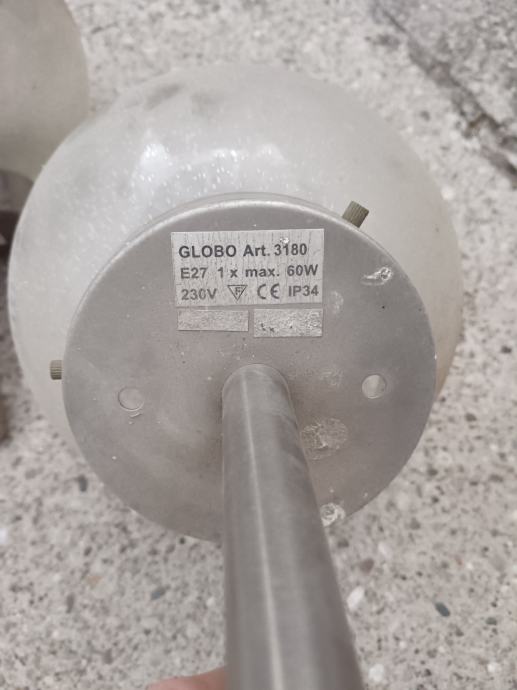 GLOBO Art. 3180
E27 1 x max. 60W
230V F CE IP34